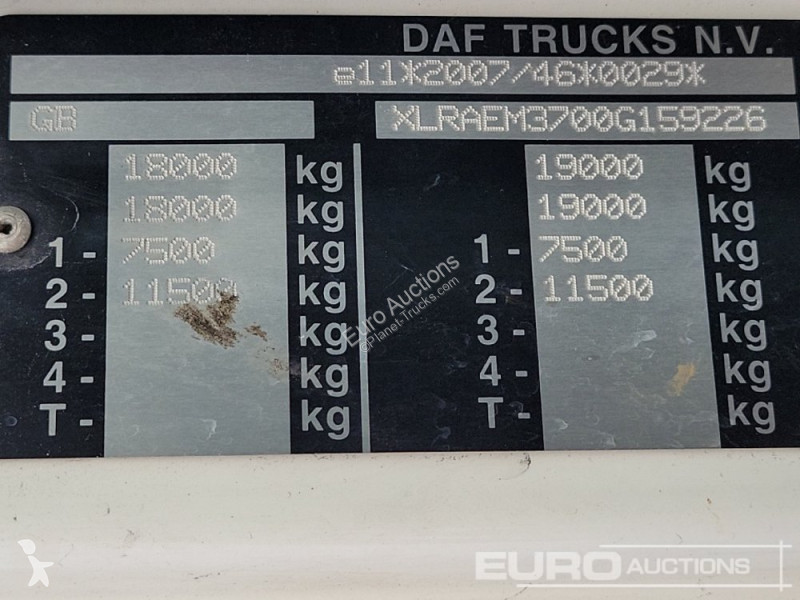 DAF TRUCKS N.V.
e11*2007/46*0029*
GB XLRAEM3700G159226
18000 kg 19000 kg
18000 kg 19000 kg
1- 7500 kg 1- 7500 kg
2- 11500 kg 2- 11500 kg
3- kg 3- kg
4- kg 4- kg
T- kg T- kg
Euro Auctions
©Planet-Trucks.com
EURO AUCTIONS